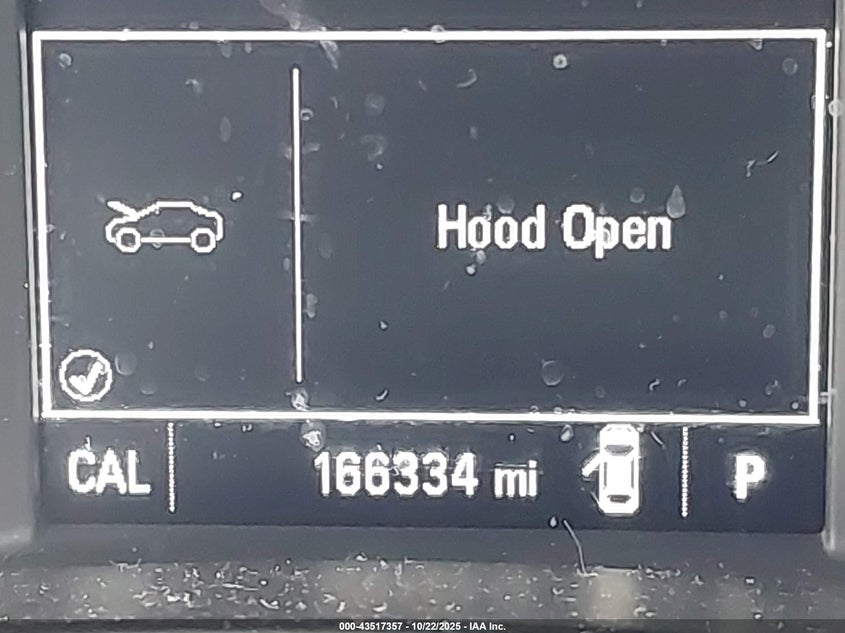 Hood Open
CAL 166334 mi P
000-43517357 - 10/22/2025 - IAA Inc.